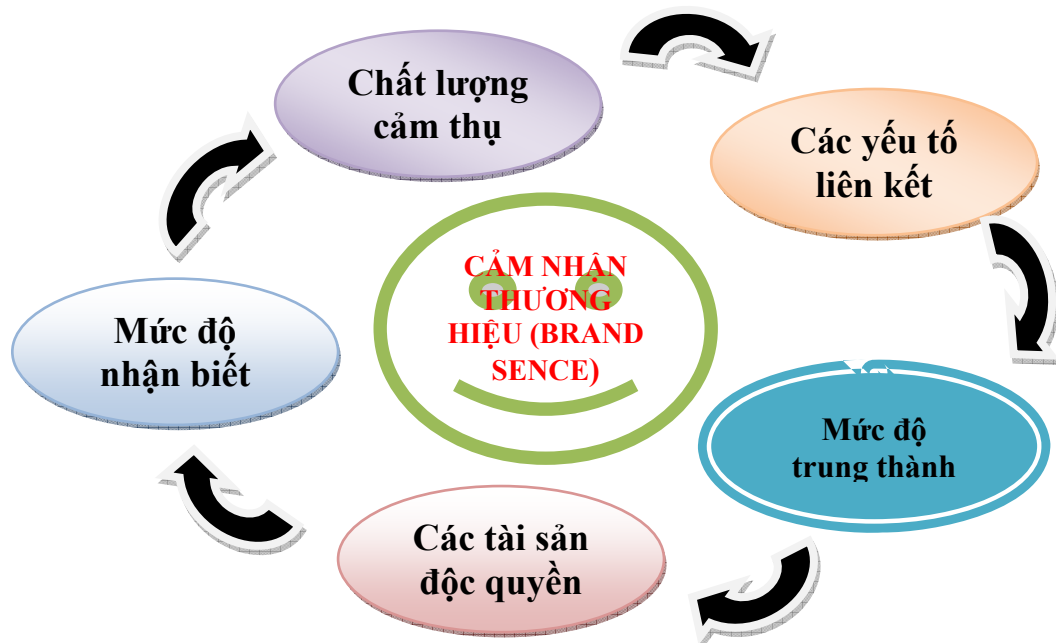 Chất lượng
cảm thụ
Các yếu tố
liên kết
CẢM NHẬN
THƯƠNG
HIỆU (BRAND
SENCE)
Mức độ
nhận biết
Mức độ
trung thành
Các tài sản
độc quyền